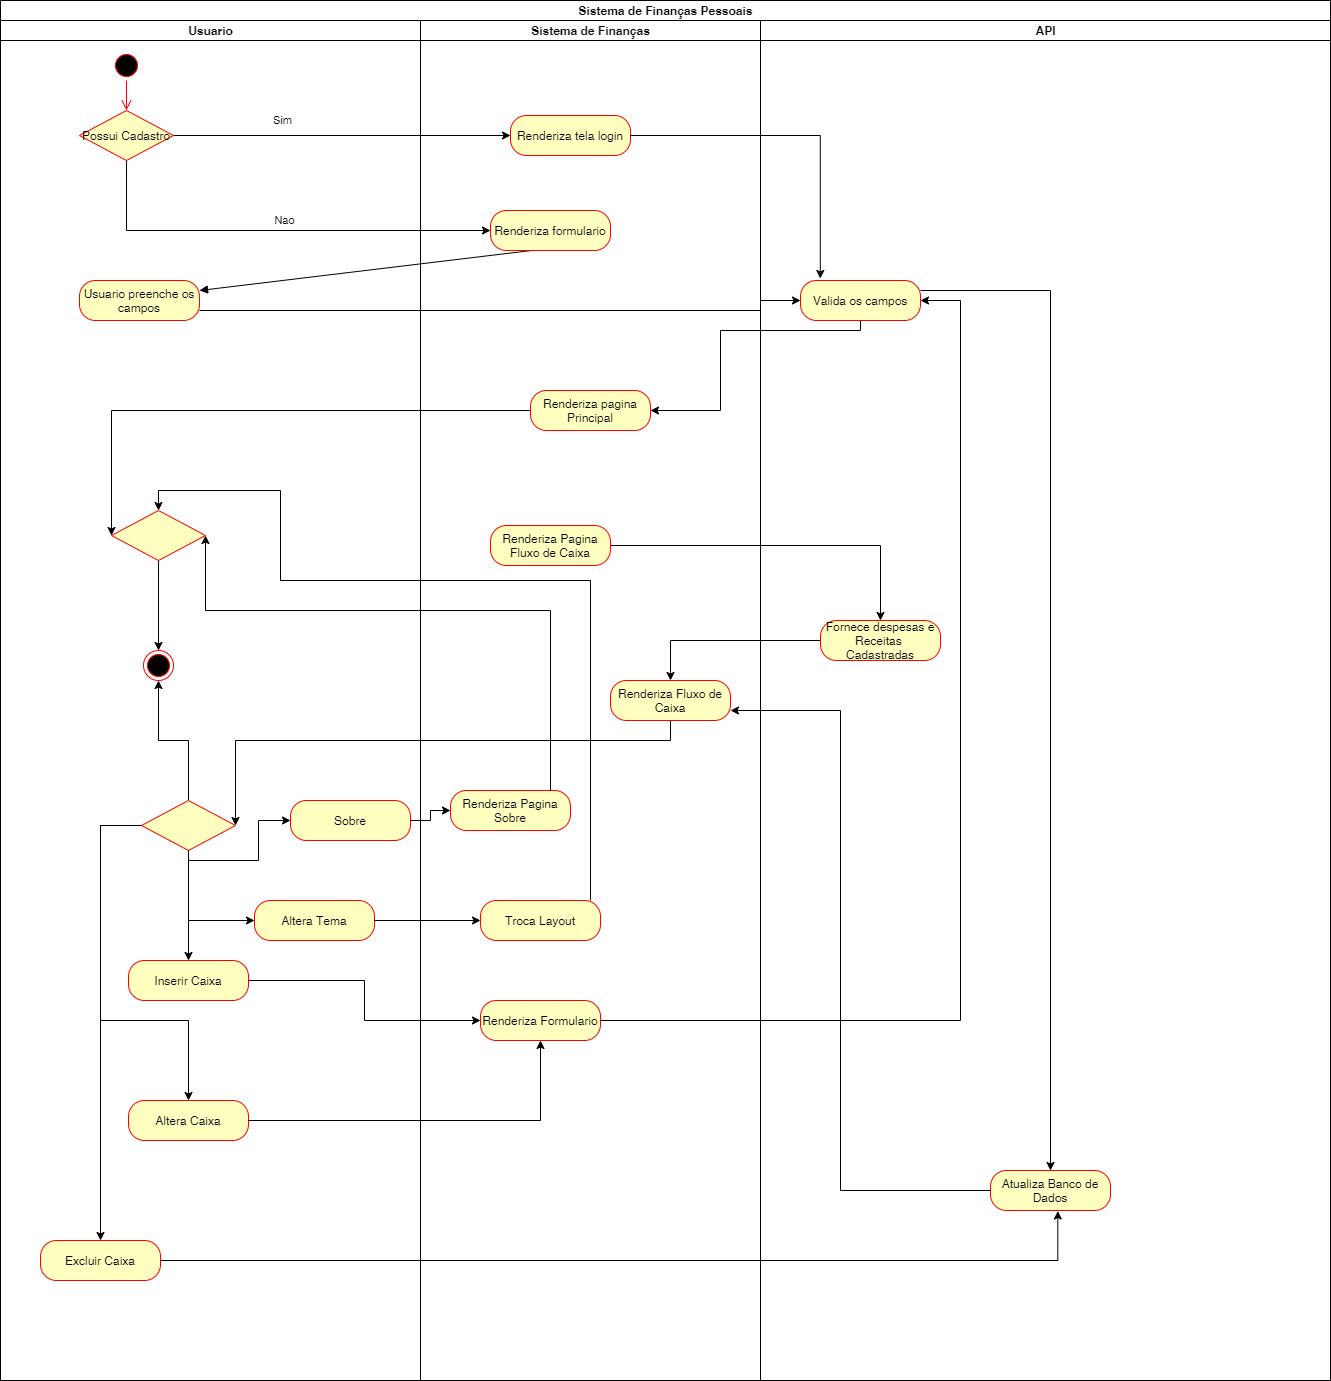 Sistema de Finanças Pessoais
Usuario
Sistema de Finanças
API
Possui Cadastro
Sim
Renderiza tela login
Nao
Renderiza formulario
Usuario preenche os
campos
Valida os campos
Renderiza pagina
Principal
Renderiza Pagina
Fluxo de Caixa
Fornece despesas e
Receitas
Cadastradas
Renderiza Fluxo de
Caixa
Sobre
Renderiza Pagina
Sobre
Altera Tema
Troca Layout
Inserir Caixa
Renderiza Formulario
Altera Caixa
Atualiza Banco de
Dados
Excluir Caixa